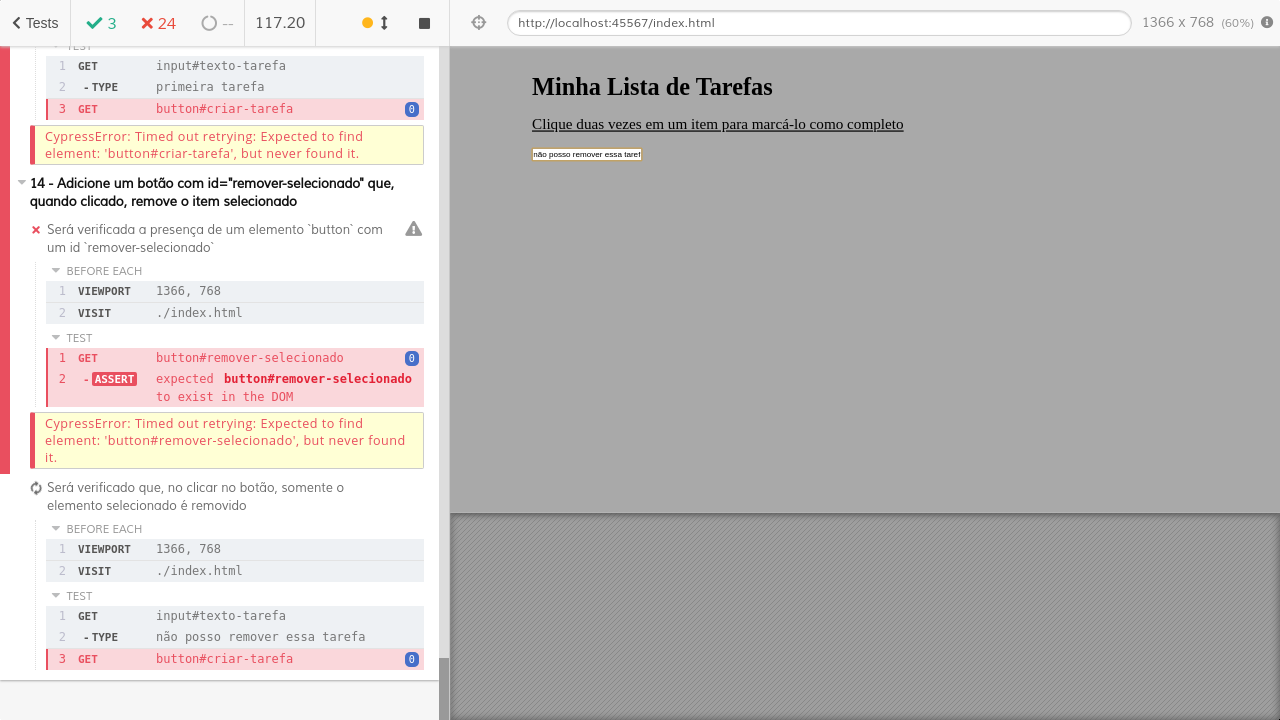 Tests
3
24
--
117.20
TEST
1 GET input#texto-tarefa
2 -TYPE primeira tarefa
3 GET button#criar-tarefa 0
CypressError: Timed out retrying: Expected to find
element: 'button#criar-tarefa', but never found it.
14 - Adicione um botão com id="remover-selecionado" que,
quando clicado, remove o item selecionado
Será verificada a presença de um elemento `button` com
um id `remover-selecionado`
BEFORE EACH
1 VIEWPORT 1366, 768
2 VISIT ./index.html
TEST
1 GET button#remover-selecionado 0
2 -ASSERT expected button#remover-selecionado
to exist in the DOM
CypressError: Timed out retrying: Expected to find
element: 'button#remover-selecionado', but never found
it.
Será verificado que, no clicar no botão, somente o
elemento selecionado é removido
BEFORE EACH
1 VIEWPORT 1366, 768
2 VISIT ./index.html
TEST
1 GET input#texto-tarefa
2 -TYPE não posso remover essa tarefa
3 GET button#criar-tarefa 0
http://localhost:45567/index.html
1366 x 768 (60%)
Minha Lista de Tarefas
Clique duas vezes em um item para marcá-lo como completo
não posso remover essa taref